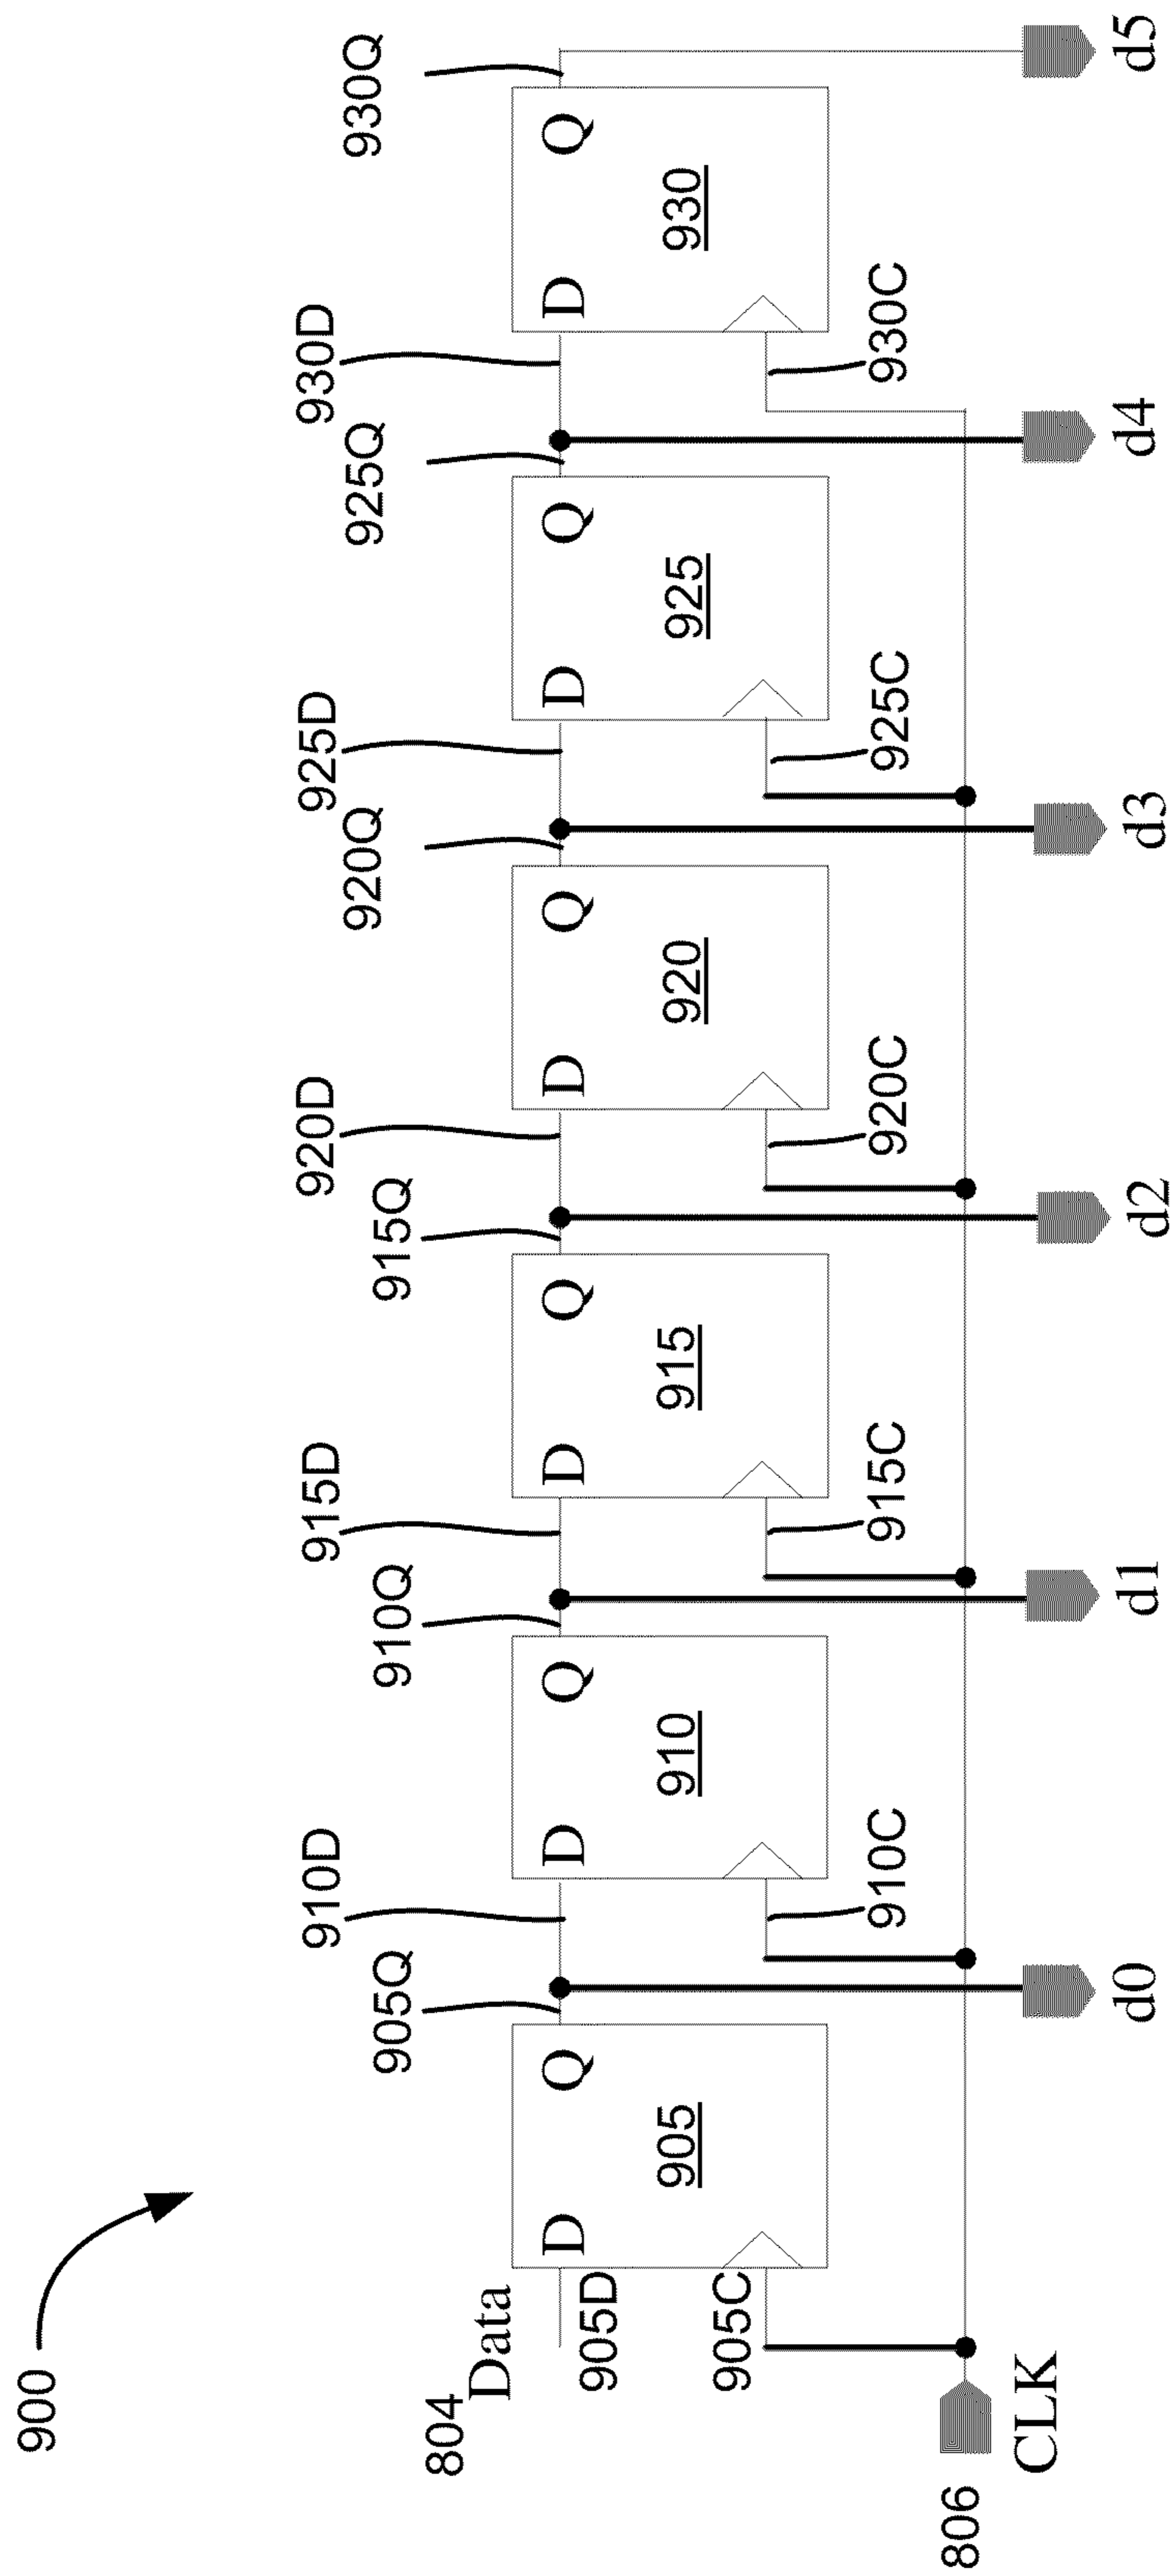 900
905Q
910D
910Q
915D
915Q
920D
920Q
925D
925Q
930D
930Q
804
Data
905D
D
Q
D
Q
D
Q
D
Q
D
Q
D
Q
905
910
915
920
925
930
905C
910C
915C
920C
925C
930C
806
CLK
d0
d1
d2
d3
d4
d5